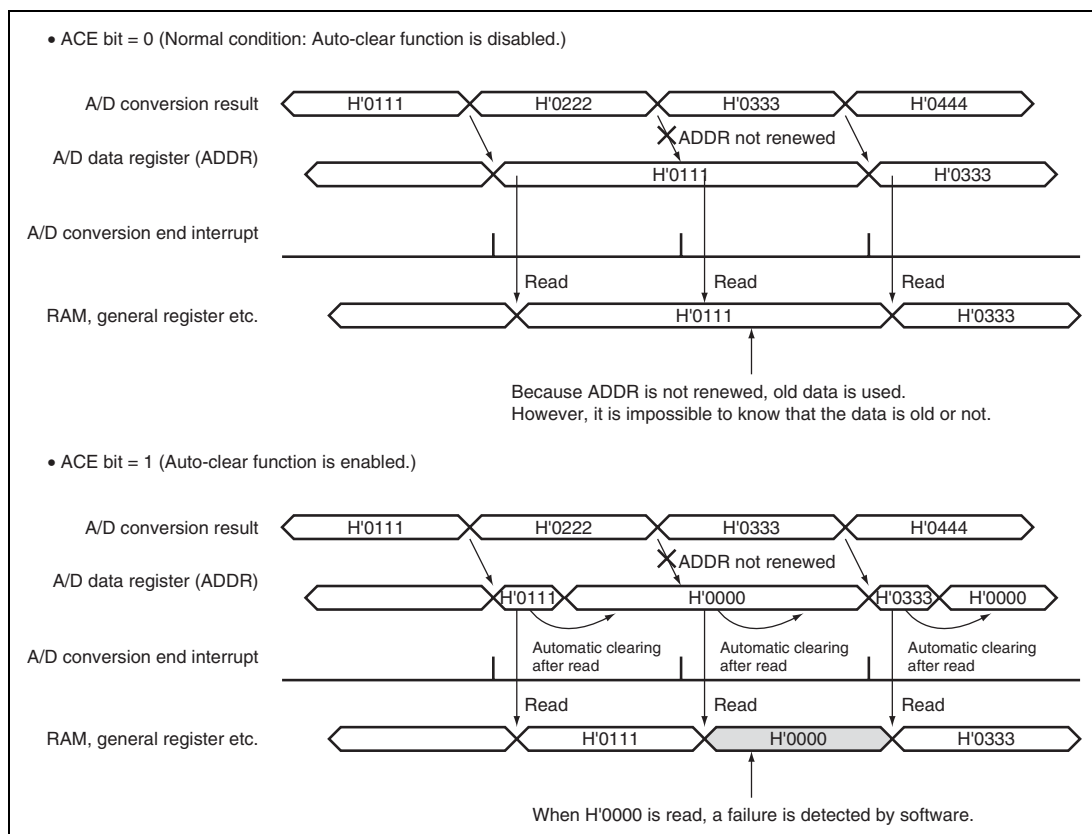 • ACE bit = 0 (Normal condition: Auto-clear function is disabled.)
A/D conversion result
H'0111 H'0222 H'0333 H'0444
ADDR not renewed
A/D data register (ADDR)
H'0111 H'0333
A/D conversion end interrupt
Read Read Read
RAM, general register etc.
H'0111 H'0333
Because ADDR is not renewed, old data is used.
However, it is impossible to know that the data is old or not.
• ACE bit = 1 (Auto-clear function is enabled.)
A/D conversion result
H'0111 H'0222 H'0333 H'0444
ADDR not renewed
A/D data register (ADDR)
H'0111 H'0000 H'0333 H'0000
Automatic clearing Automatic clearing Automatic clearing
after read after read after read
A/D conversion end interrupt
Read Read Read
RAM, general register etc.
H'0111 H'0000 H'0333
When H'0000 is read, a failure is detected by software.